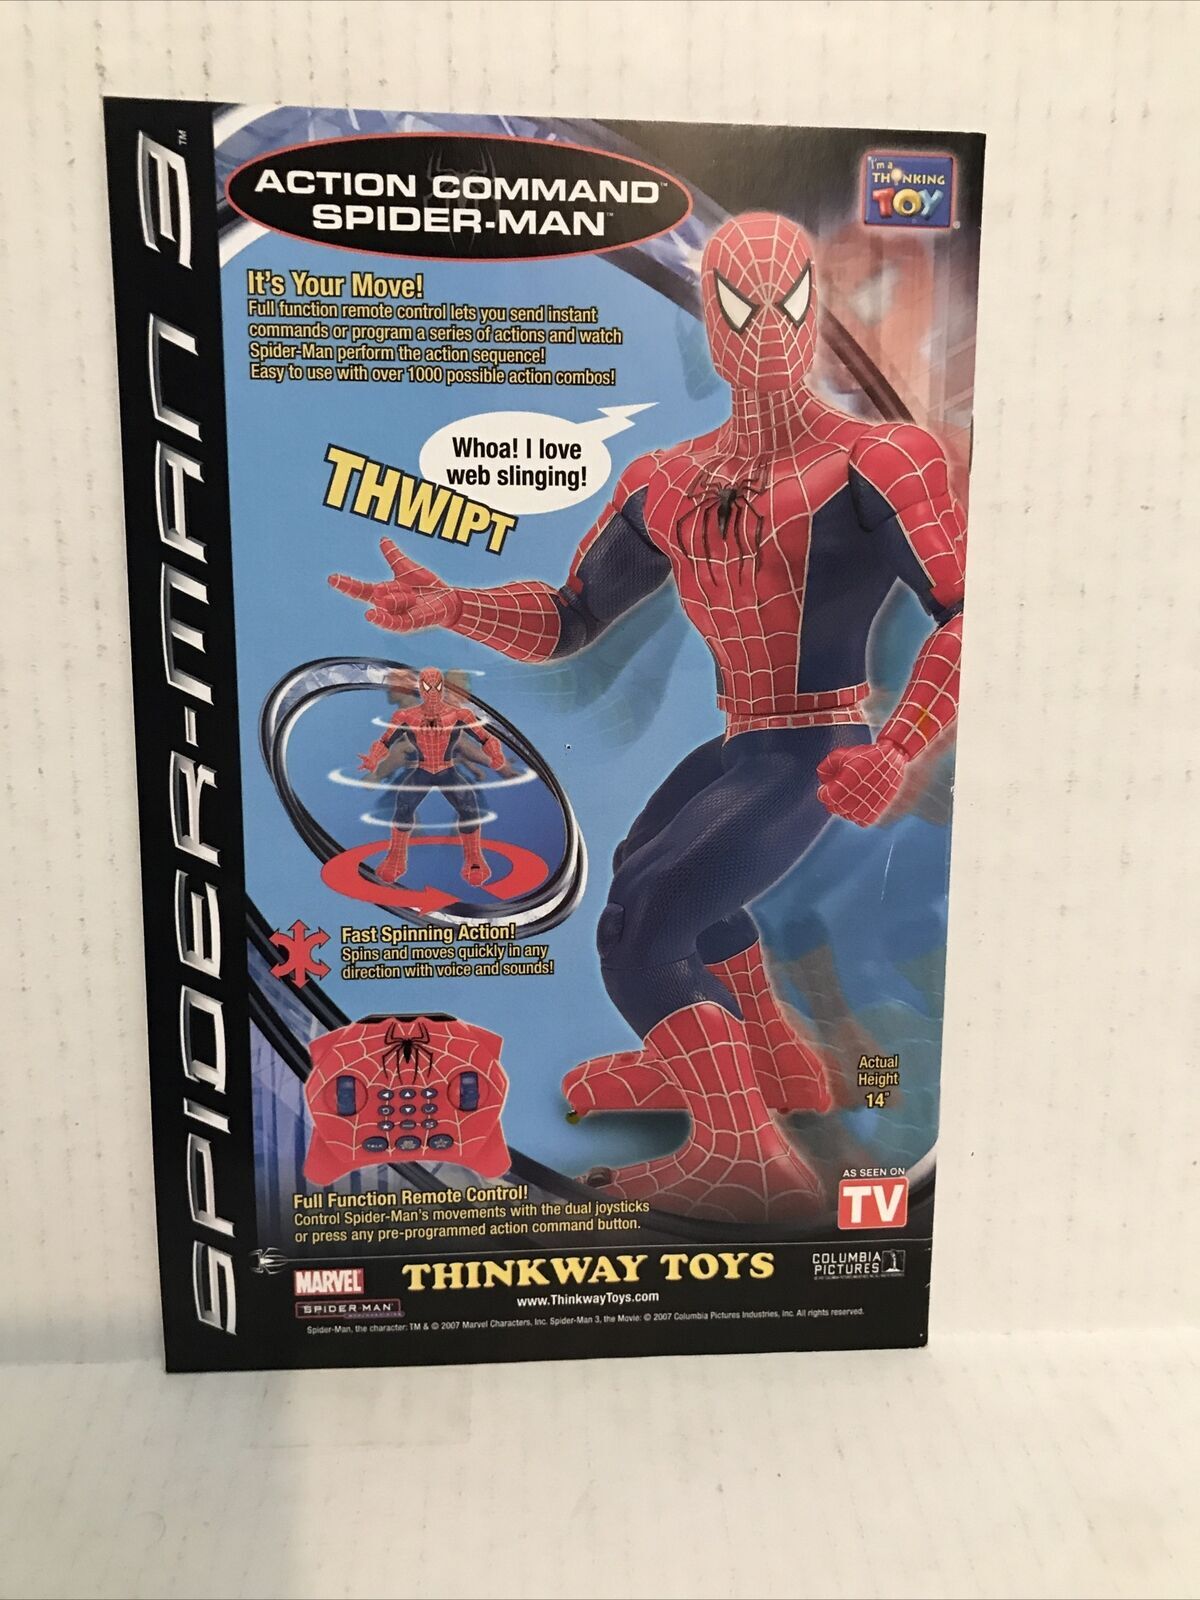 SPIDER-MAN 3™
ACTION COMMAND™
SPIDER-MAN™
I'm a
THINKING
TOY
®
It's Your Move!
Full function remote control lets you send instant
commands or program a series of actions and watch
Spider-Man perform the action sequence!
Easy to use with over 1000 possible action combos!
Whoa! I love
web slinging!
THWIPT
Fast Spinning Action!
Spins and moves quickly in any
direction with voice and sounds!
TALK
Actual
Height
14"
AS SEEN ON
TV
Full Function Remote Control!
Control Spider-Man's movements with the dual joysticks
or press any pre-programmed action command button.
MARVEL
SPIDER-MAN
THINKWAY TOYS
www.ThinkwayToys.com
COLUMBIA
PICTURES
Spider-Man, the character: TM & © 2007 Marvel Characters, Inc. Spider-Man 3, the Movie: © 2007 Columbia Pictures Industries, Inc. All rights reserved.